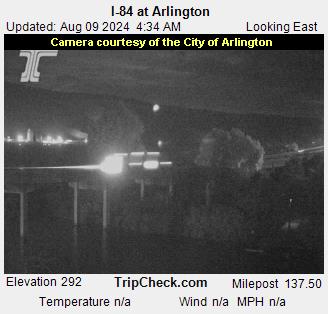 I-84 at Arlington
Updated: Aug 09 2024 4:34 AM Looking East
Camera courtesy of the City of Arlington
Elevation 292 TripCheck.com Milepost 137.50
Temperature n/a Wind n/a MPH n/a